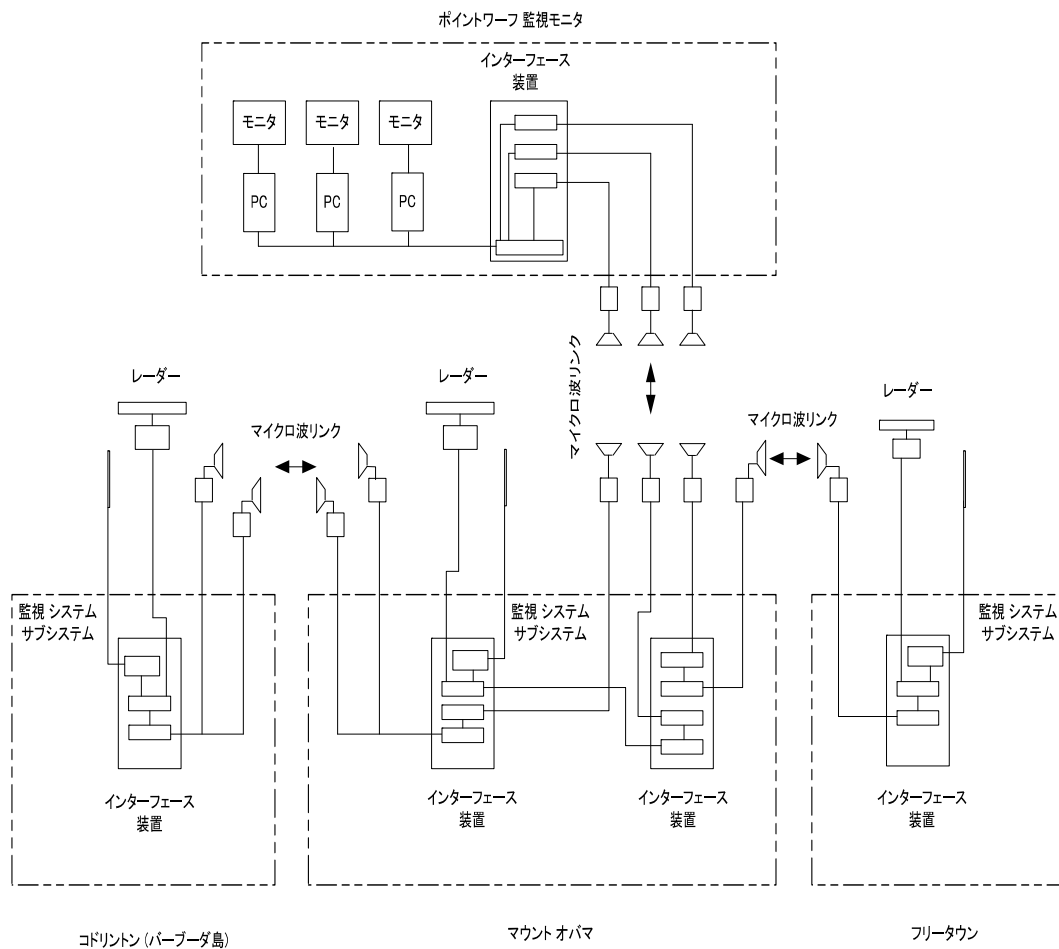 ポイントワーフ 監視モニタ
インターフェース
装置
モニタ
モニタ
モニタ
PC
PC
PC
マイクロ波リンク
レーダー
マイクロ波リンク
レーダー
マイクロ波リンク
レーダー
監視 システム
サブシステム
監視 システム
サブシステム
監視 システム
サブシステム
インターフェース
装置
インターフェース
装置
インターフェース
装置
インターフェース
装置
コドリントン (バーブーダ島)
マウント オバマ
フリータウン